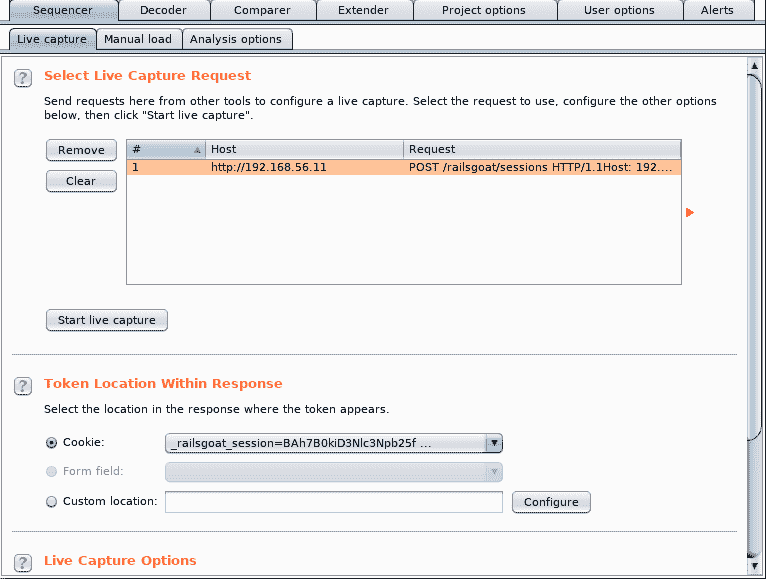 Sequencer Decoder Comparer Extender Project options User options Alerts
Live capture Manual load Analysis options
? Select Live Capture Request
Send requests here from other tools to configure a live capture. Select the request to use, configure the other options
below, then click "Start live capture".
Remove # Host Request
1 http://192.168.56.11 POST /railsgoat/sessions HTTP/1.1Host: 192....
Clear
Start live capture
? Token Location Within Response
Select the location in the response where the token appears.
Cookie: _railsgoat_session=BAh7B0kiD3Nlc3Npb25f ...
Form field:
Custom location: Configure
? Live Capture Options